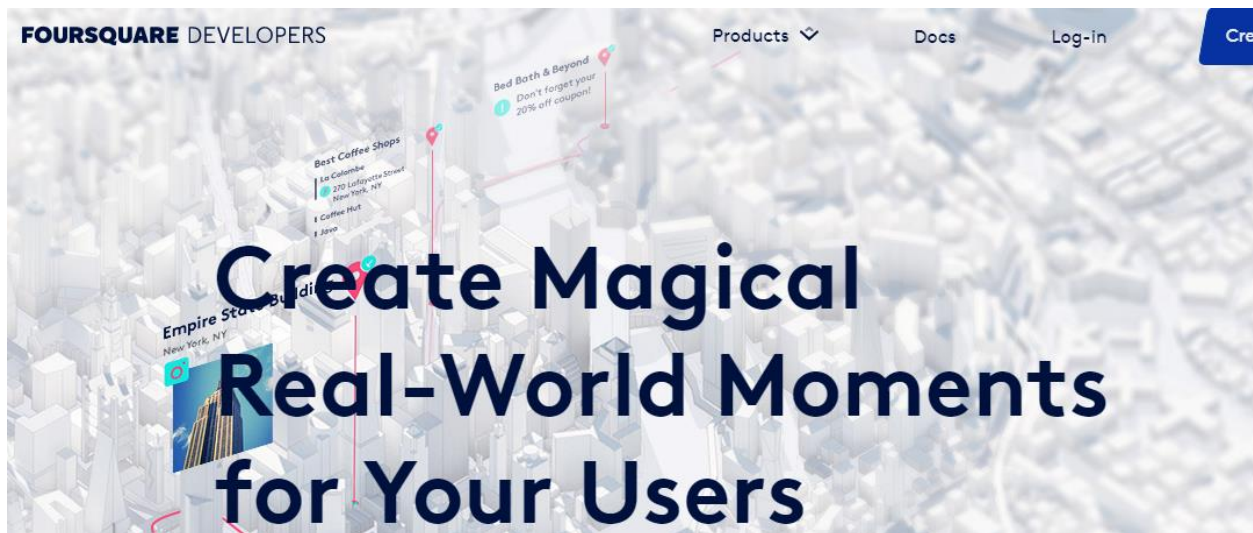 FOURSQUARE DEVELOPERS
Products
Docs
Log-in
Cre
Bed Bath & Beyond
Don't forget your
20% off coupon!
Best Coffee Shops
La Colombe
270 Lafayette Street
New York, NY
Coffee Hut
Java
Empire State Building
New York, NY
Create Magical
Real-World Moments
for Your Users